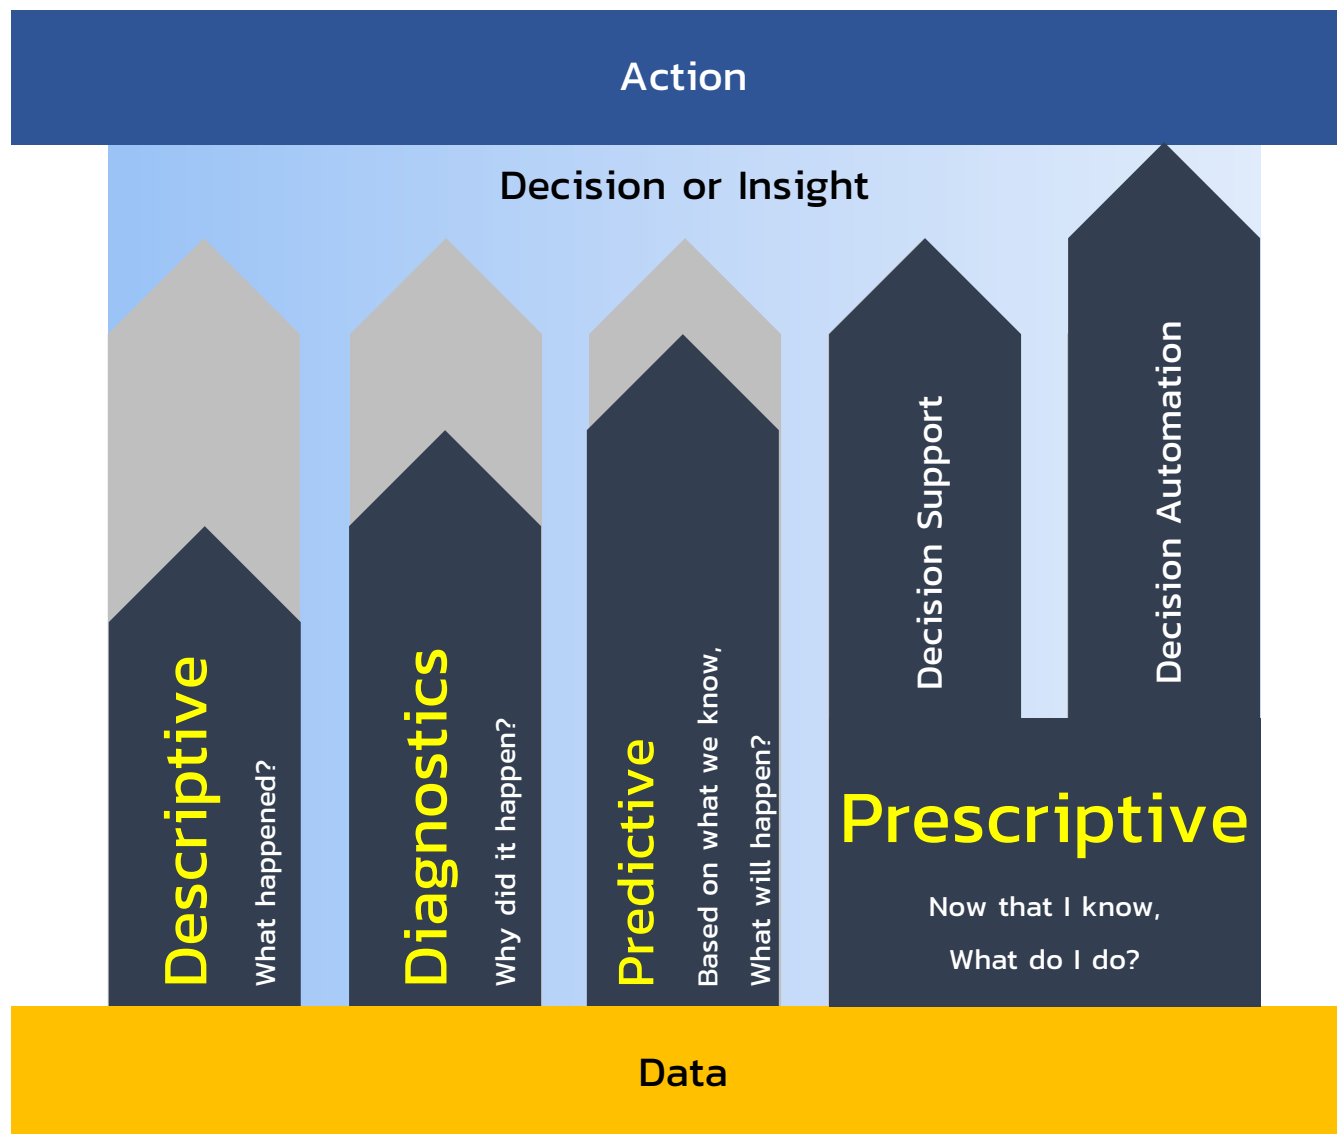 Action
Decision or Insight
Descriptive
What happened?
Diagnostics
Why did it happen?
Predictive
Based on what we know,
What will happen?
Decision Support
Decision Automation
Prescriptive
Now that I know,
What do I do?
Data